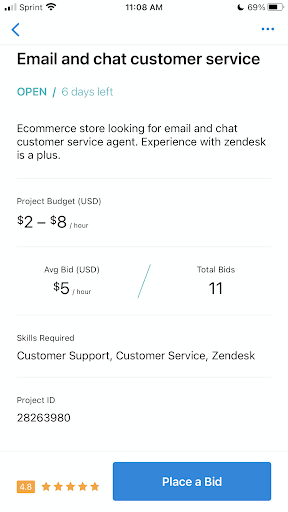 Sprint 11:08 AM 69%
Email and chat customer service
OPEN / 6 days left
Ecommerce store looking for email and chat
customer service agent. Experience with zendesk
is a plus.
Project Budget (USD)
$2 – $8 / hour
Avg Bid (USD) Total Bids
$5 / hour 11
Skills Required
Customer Support, Customer Service, Zendesk
Project ID
28263980
4.8 Place a Bid